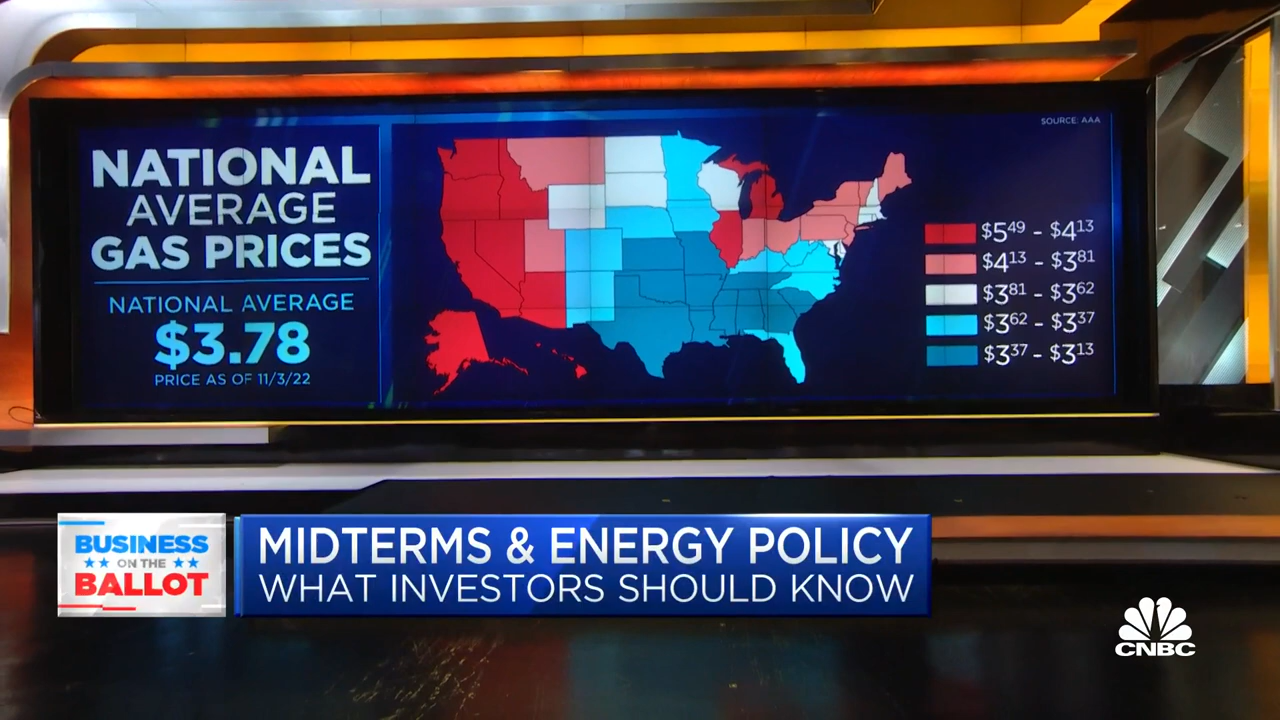 NATIONAL
AVERAGE
GAS PRICES
NATIONAL AVERAGE
$3.78
PRICE AS OF 11/3/22
SOURCE: AAA
$5⁴⁹ - $4¹³
$4¹³ - $3⁸¹
$3⁸¹ - $3⁶²
$3⁶² - $3³⁷
$3³⁷ - $3¹³
BUSINESS
ON THE
BALLOT
MIDTERMS & ENERGY POLICY
WHAT INVESTORS SHOULD KNOW
CNBC